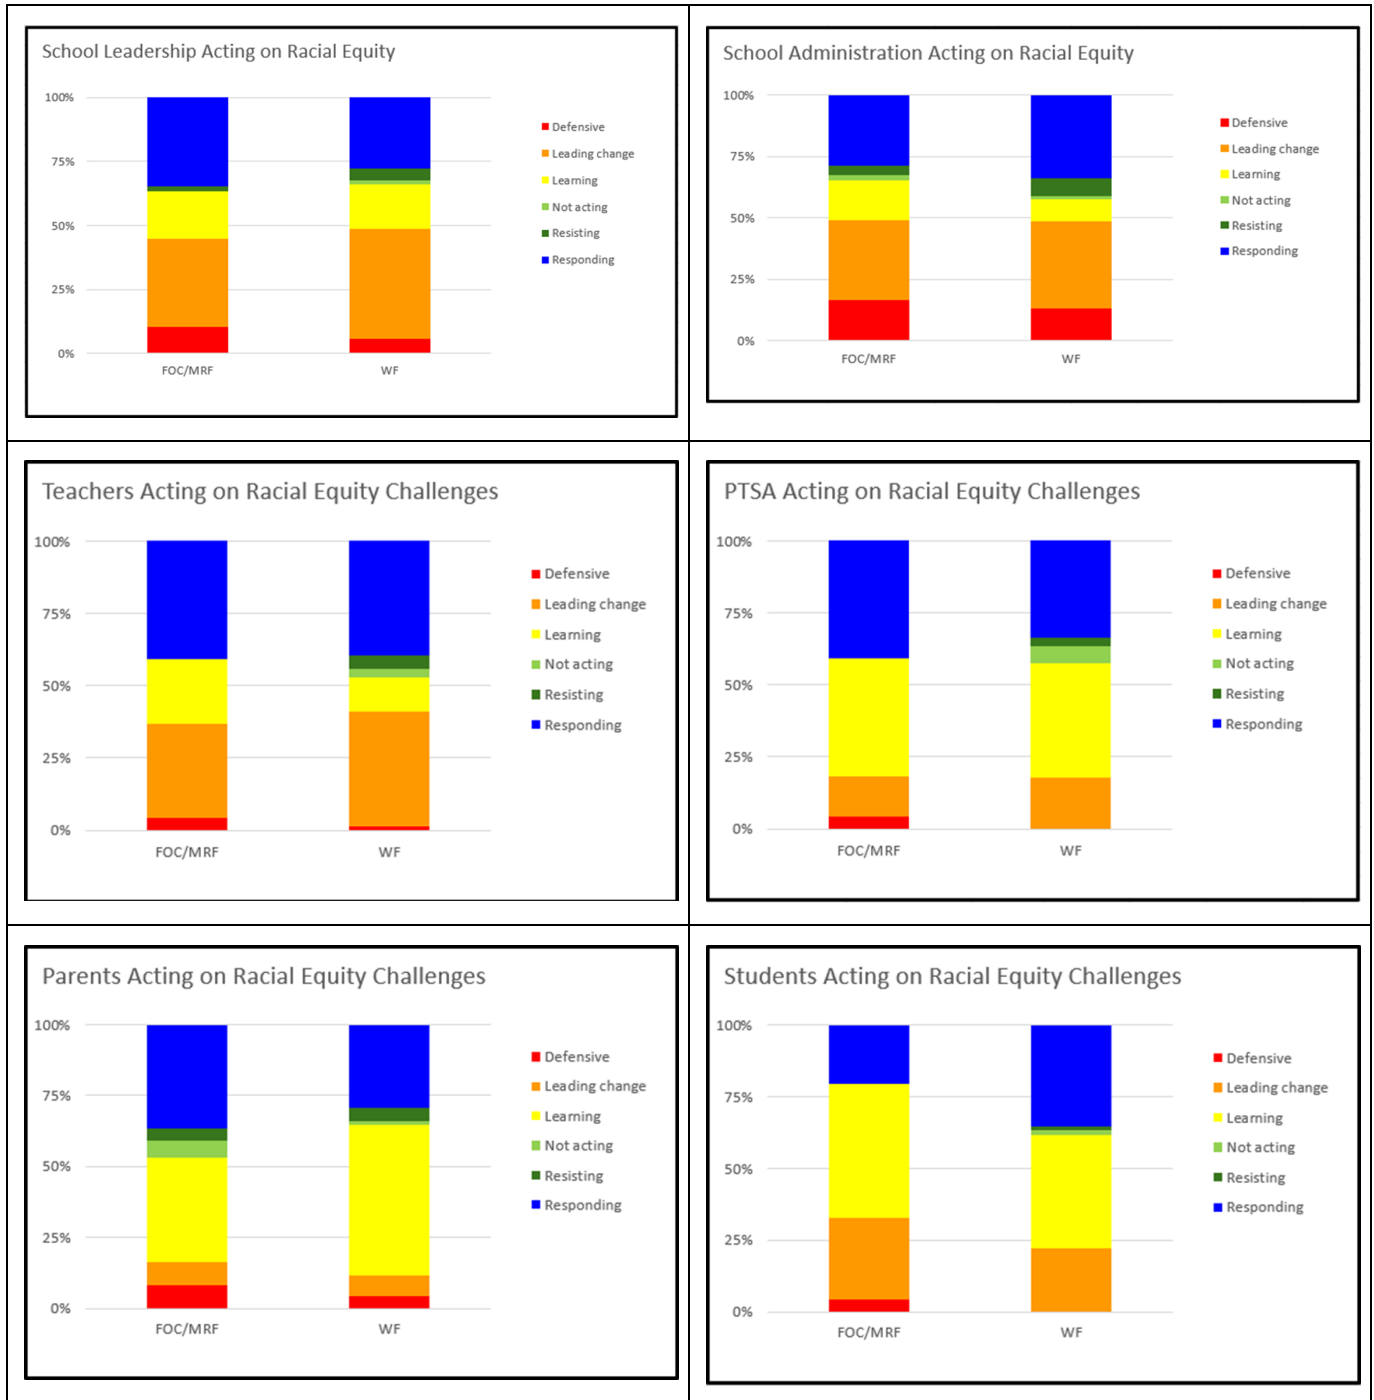 School Leadership Acting on Racial Equity
100%
75%
50%
25%
0%
FOC/MRF WF
Defensive
Leading change
Learning
Not acting
Resisting
Responding
School Administration Acting on Racial Equity
100%
75%
50%
25%
0%
FOC/MRF WF
Defensive
Leading change
Learning
Not acting
Resisting
Responding
Teachers Acting on Racial Equity Challenges
100%
75%
50%
25%
0%
FOC/MRF WF
Defensive
Leading change
Learning
Not acting
Resisting
Responding
PTSA Acting on Racial Equity Challenges
100%
75%
50%
25%
0%
FOC/MRF WF
Defensive
Leading change
Learning
Not acting
Resisting
Responding
Parents Acting on Racial Equity Challenges
100%
75%
50%
25%
0%
FOC/MRF WF
Defensive
Leading change
Learning
Not acting
Resisting
Responding
Students Acting on Racial Equity Challenges
100%
75%
50%
25%
0%
FOC/MRF WF
Defensive
Leading change
Learning
Not acting
Resisting
Responding